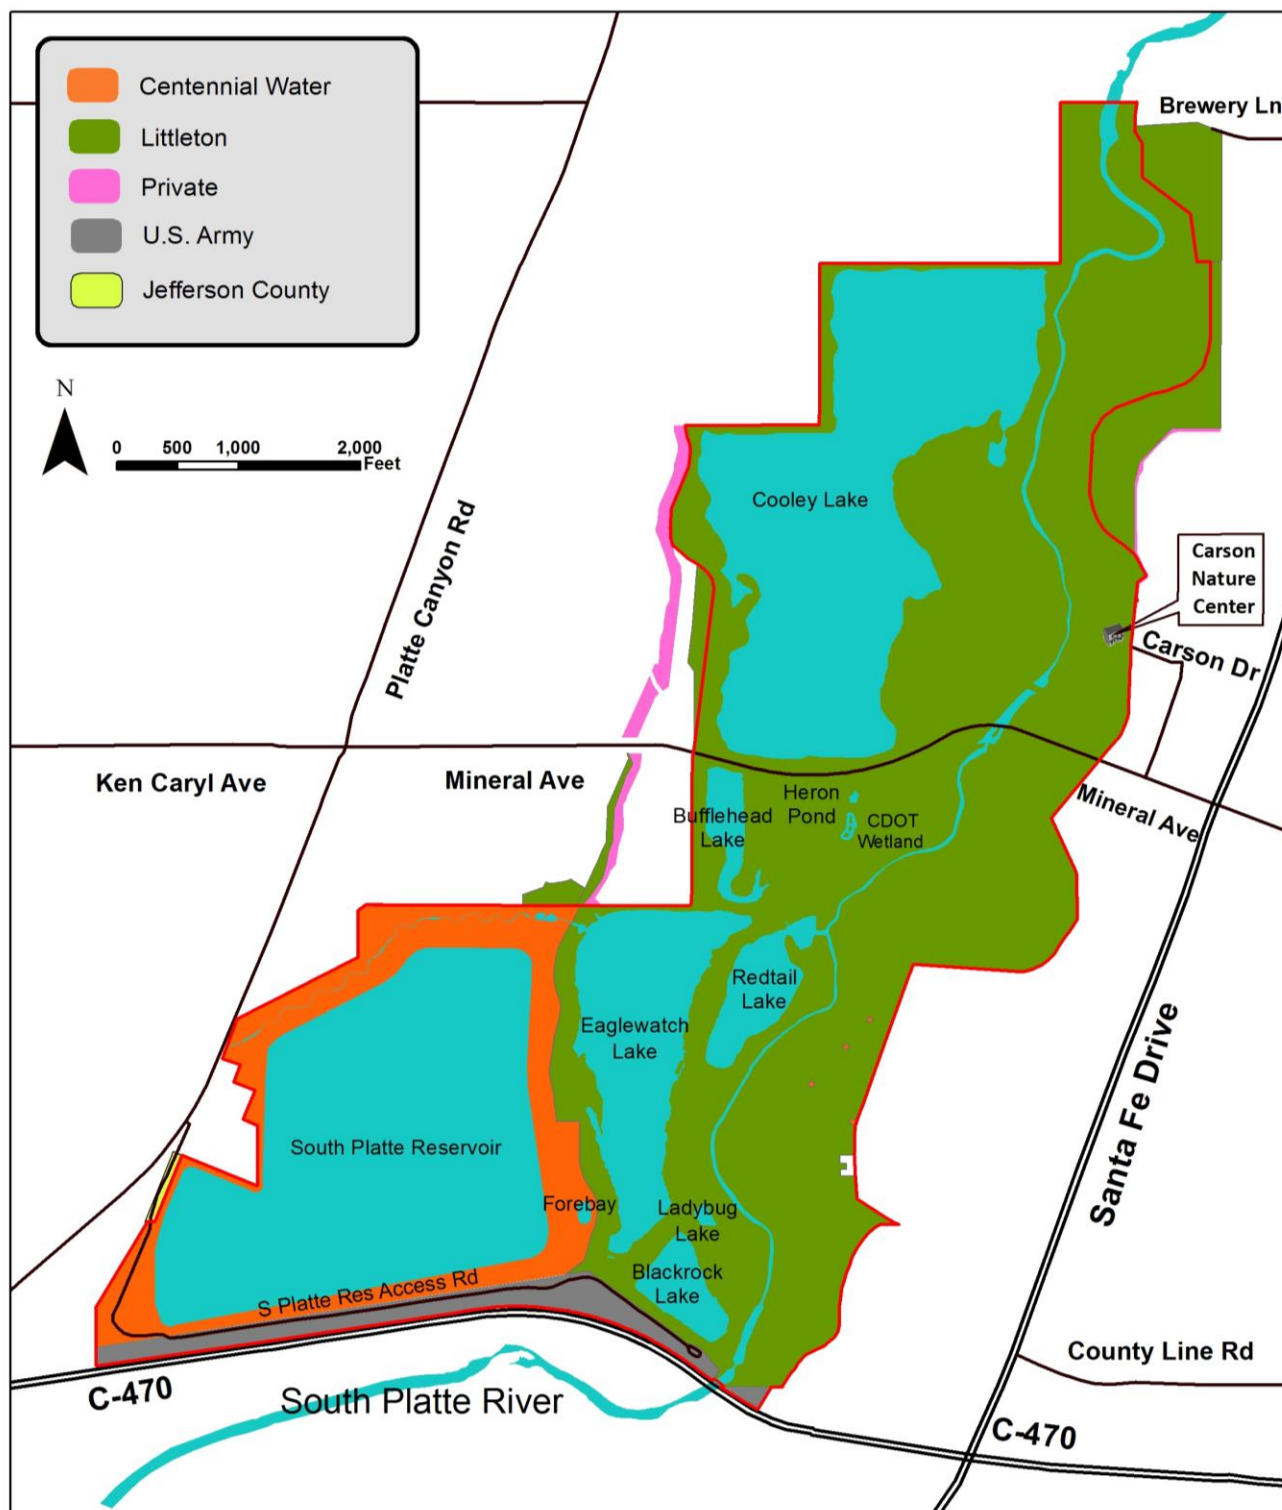 Centennial Water
Littleton
Private
U.S. Army
Jefferson County
Brewery Ln
N
0 500 1,000 2,000
Feet
Platte Canyon Rd
Cooley Lake
Carson
Nature
Center
Carson Dr
Ken Caryl Ave
Mineral Ave
Mineral Ave
Bufflehead
Lake
Heron
Pond
CDOT
Wetland
Redtail
Lake
Eaglewatch
Lake
South Platte Reservoir
Forebay
Ladybug
Lake
Blackrock
Lake
S Platte Res Access Rd
Santa Fe Drive
County Line Rd
C-470
South Platte River
C-470